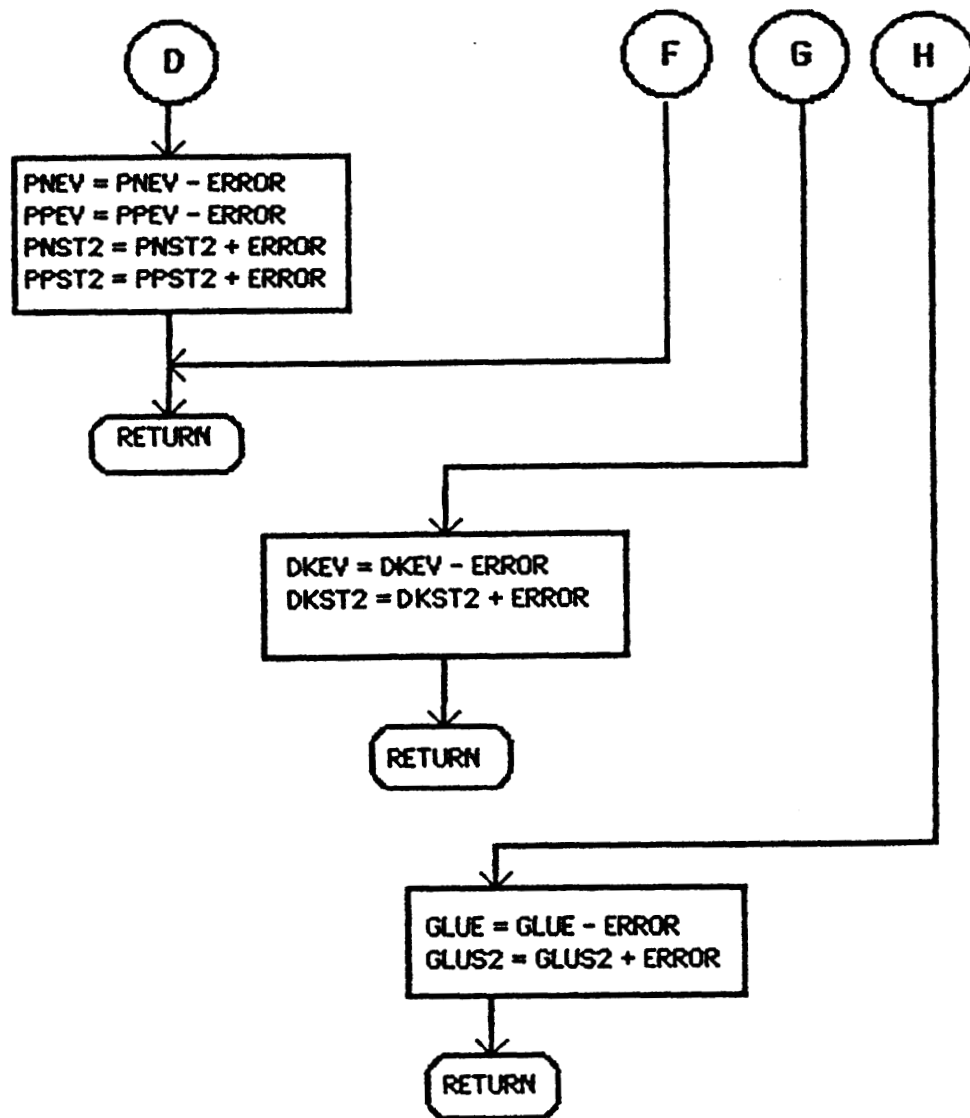 D
F
G
H
PNEV = PNEV - ERROR
PPEV = PPEV - ERROR
PNST2 = PNST2 + ERROR
PPST2 = PPST2 + ERROR
RETURN
DKEV = DKEV - ERROR
DKST2 = DKST2 + ERROR
RETURN
GLUE = GLUE - ERROR
GLUS2 = GLUS2 + ERROR
RETURN